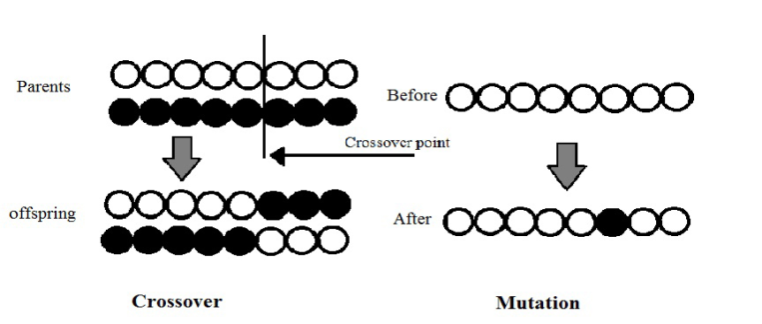 Parents
Before
Crossover point
offspring
After
Crossover
Mutation